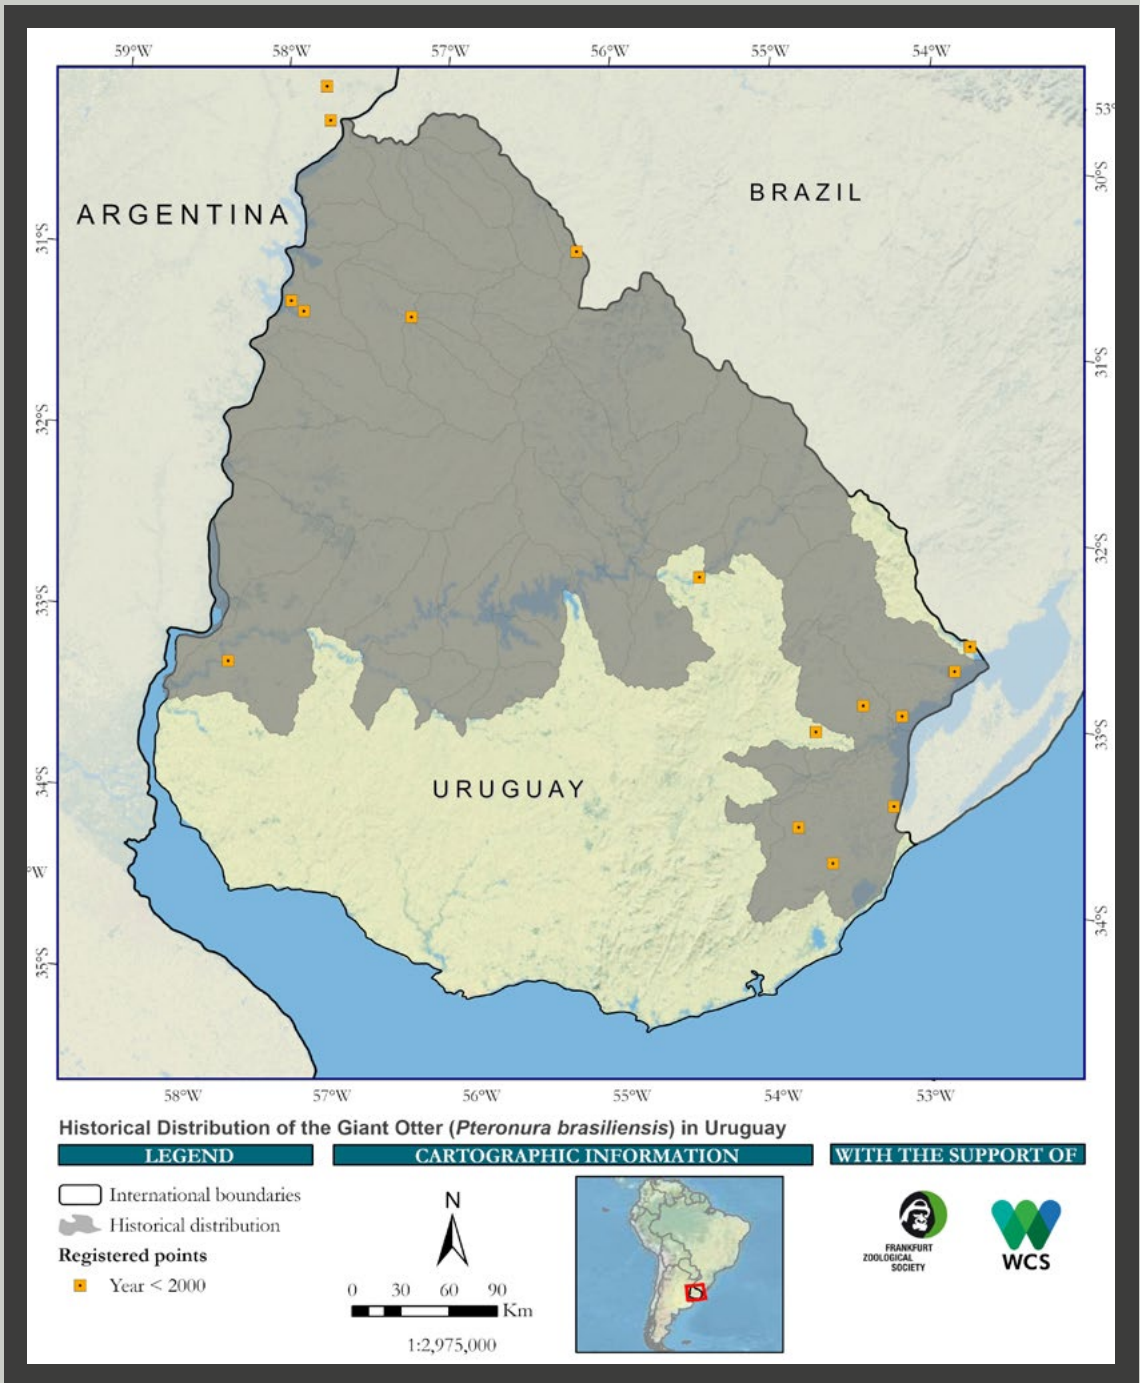 59°W 58°W 57°W 56°W 55°W 54°W
53°
30°S
BRAZIL
ARGENTINA
31°S
31°S
32°S
32°S
33°S
33°S
URUGUAY
34°S
°W
34°S
35°S
58°W 57°W 56°W 55°W 54°W 53°W
Historical Distribution of the Giant Otter (Pteronura brasiliensis) in Uruguay
LEGEND
International boundaries
Historical distribution
Registered points
Year < 2000
CARTOGRAPHIC INFORMATION
N
0 30 60 90
Km
1:2,975,000
WITH THE SUPPORT OF
FRANKFURT
ZOOLOGICAL
SOCIETY
WCS